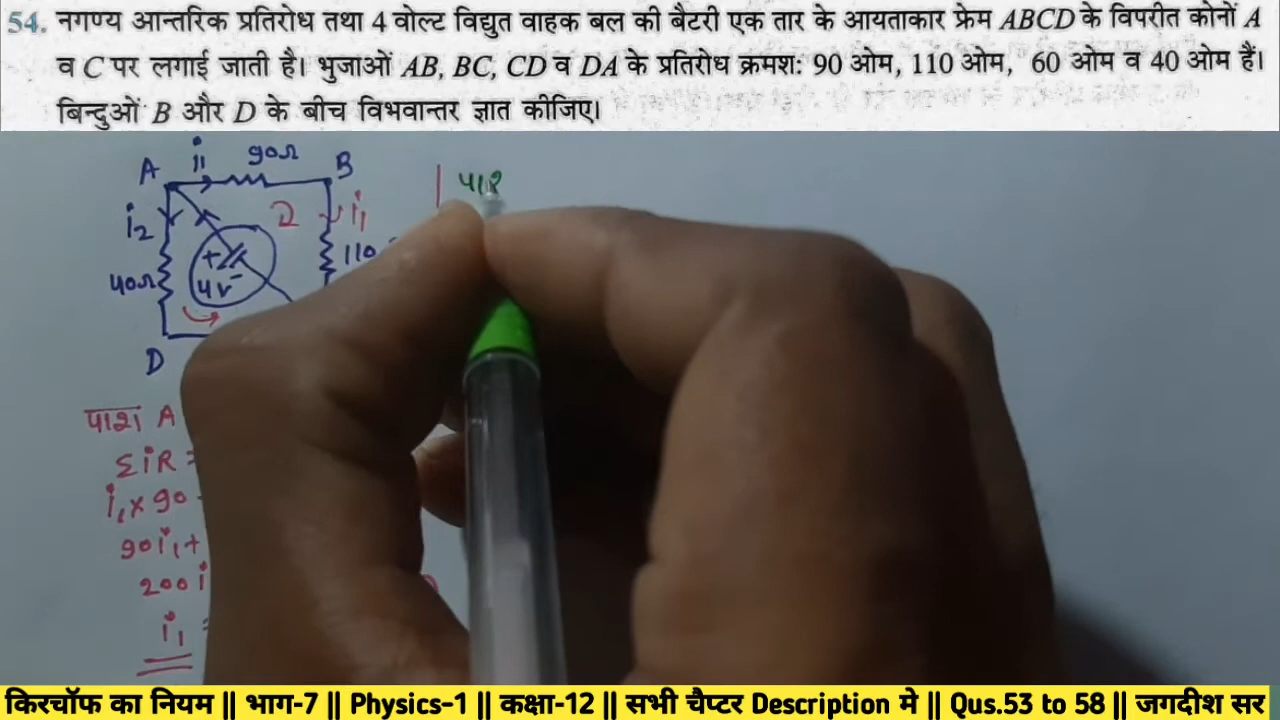 54. नगण्य आन्तरिक प्रतिरोध तथा 4 वोल्ट विद्युत वाहक बल की बैटरी एक तार के आयताकार फ्रेम ABCD के विपरीत कोनों A
व C पर लगाई जाती है। भुजाओं AB, BC, CD व DA के प्रतिरोध क्रमश: 90 ओम, 110 ओम, 60 ओम व 40 ओम हैं।
बिन्दुओं B और D के बीच विभवान्तर ज्ञात कीजिए।
A i1 90Ω B
i2 i1
+ 110
40Ω 4V -
D
पाश A
ΣiR =
i1 x 90
90i1 +
200i
i1 =
किरचॉफ का नियम || भाग-7 || Physics-1 || कक्षा-12 || सभी चैप्टर Description मे || Qus.53 to 58 || जगदीश सर